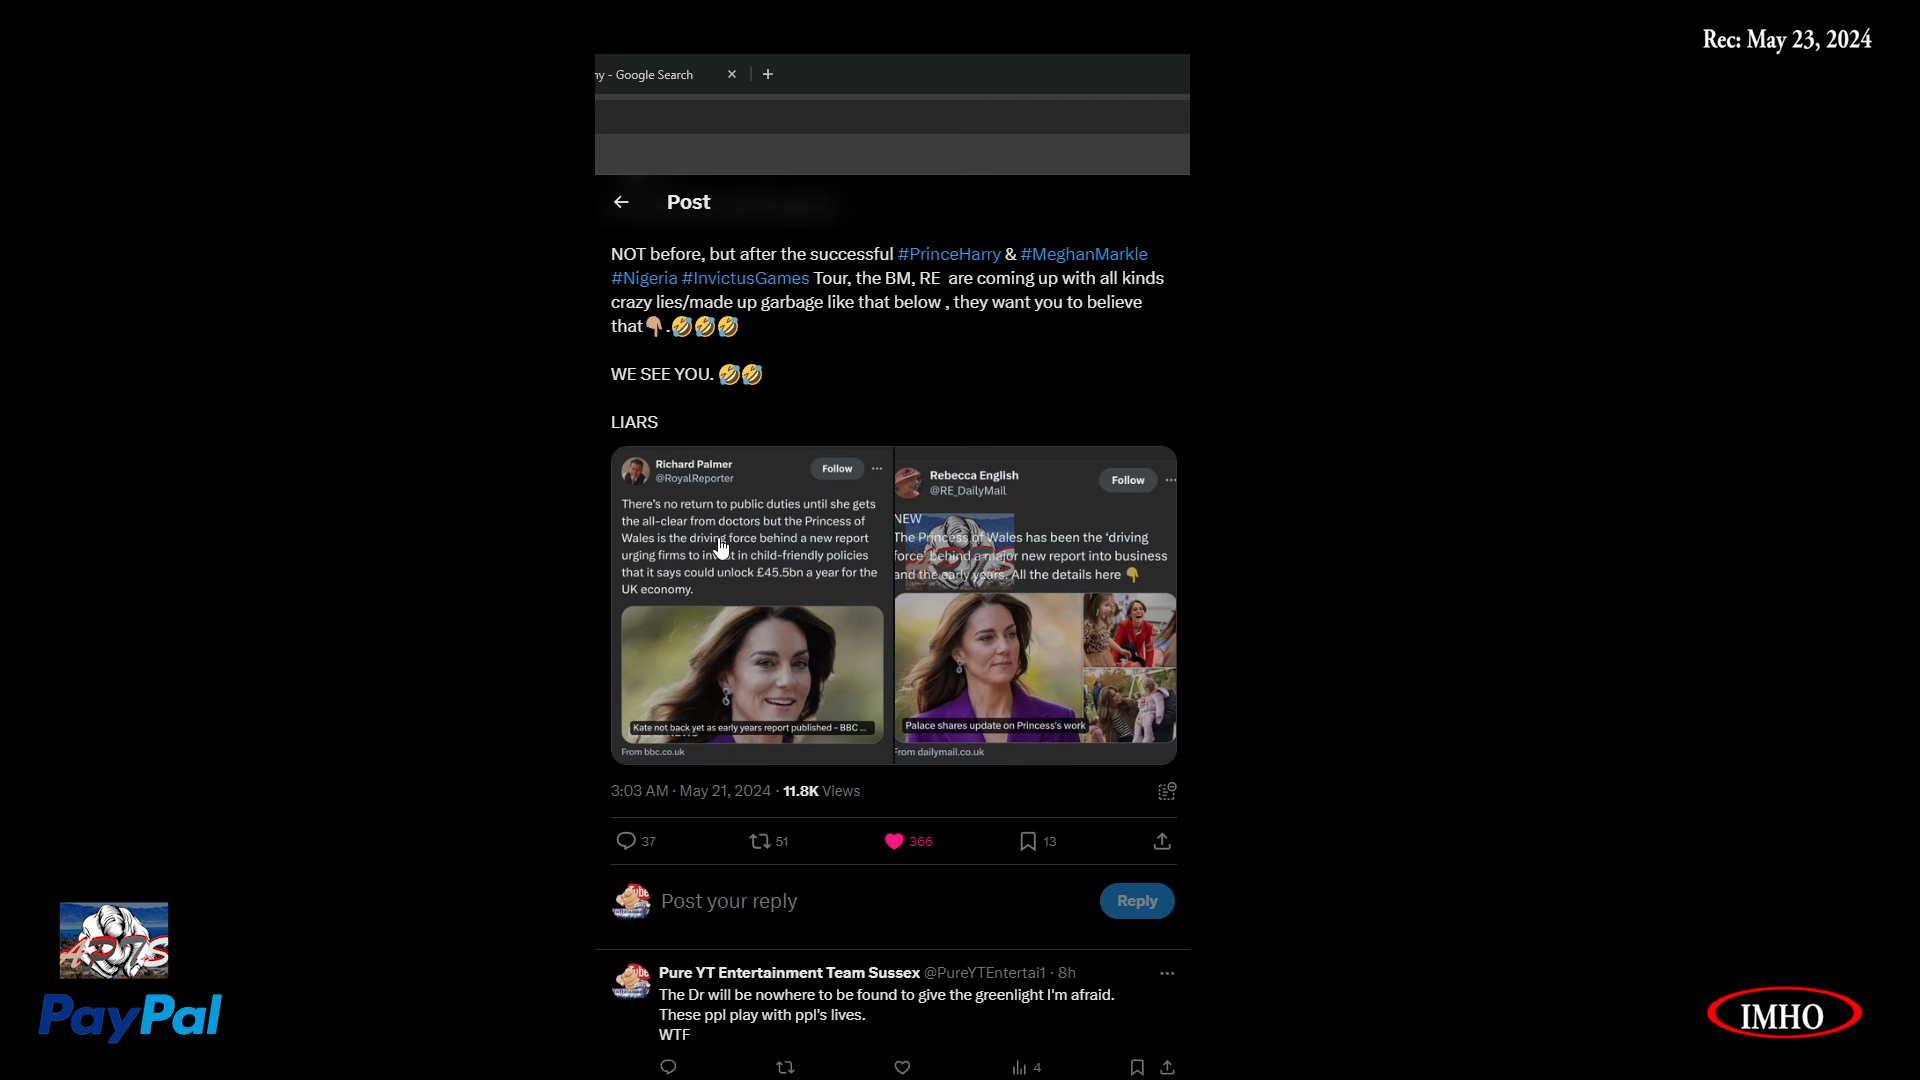 Rec: May 23, 2024
ny - Google Search
Post
NOT before, but after the successful #PrinceHarry & #MeghanMarkle
#Nigeria #InvictusGames Tour, the BM, RE are coming up with all kinds
crazy lies/made up garbage like that below , they want you to believe
that👇🏽.🤣🤣🤣
WE SEE YOU. 🤣🤣
LIARS
Richard Palmer
@RoyalReporter
Follow
There's no return to public duties until she gets
the all-clear from doctors but the Princess of
Wales is the driving force behind a new report
urging firms to invest in child-friendly policies
that it says could unlock £45.5bn a year for the
UK economy.
Kate not back yet as early years report published - BBC ...
From bbc.co.uk
Rebecca English
@RE_DailyMail
Follow
NEW
The Princess of Wales has been the 'driving
force' behind a major new report into business
and the early years. All the details here 👇
Palace shares update on Princess's work
From dailymail.co.uk
3:03 AM · May 21, 2024 · 11.8K Views
37 51 366 13
Post your reply
Reply
Pure YT Entertainment Team Sussex @PureYTEntertai1 · 8h
The Dr will be nowhere to be found to give the greenlight I'm afraid.
These ppl play with ppl's lives.
WTF
4
PayPal
IMHO